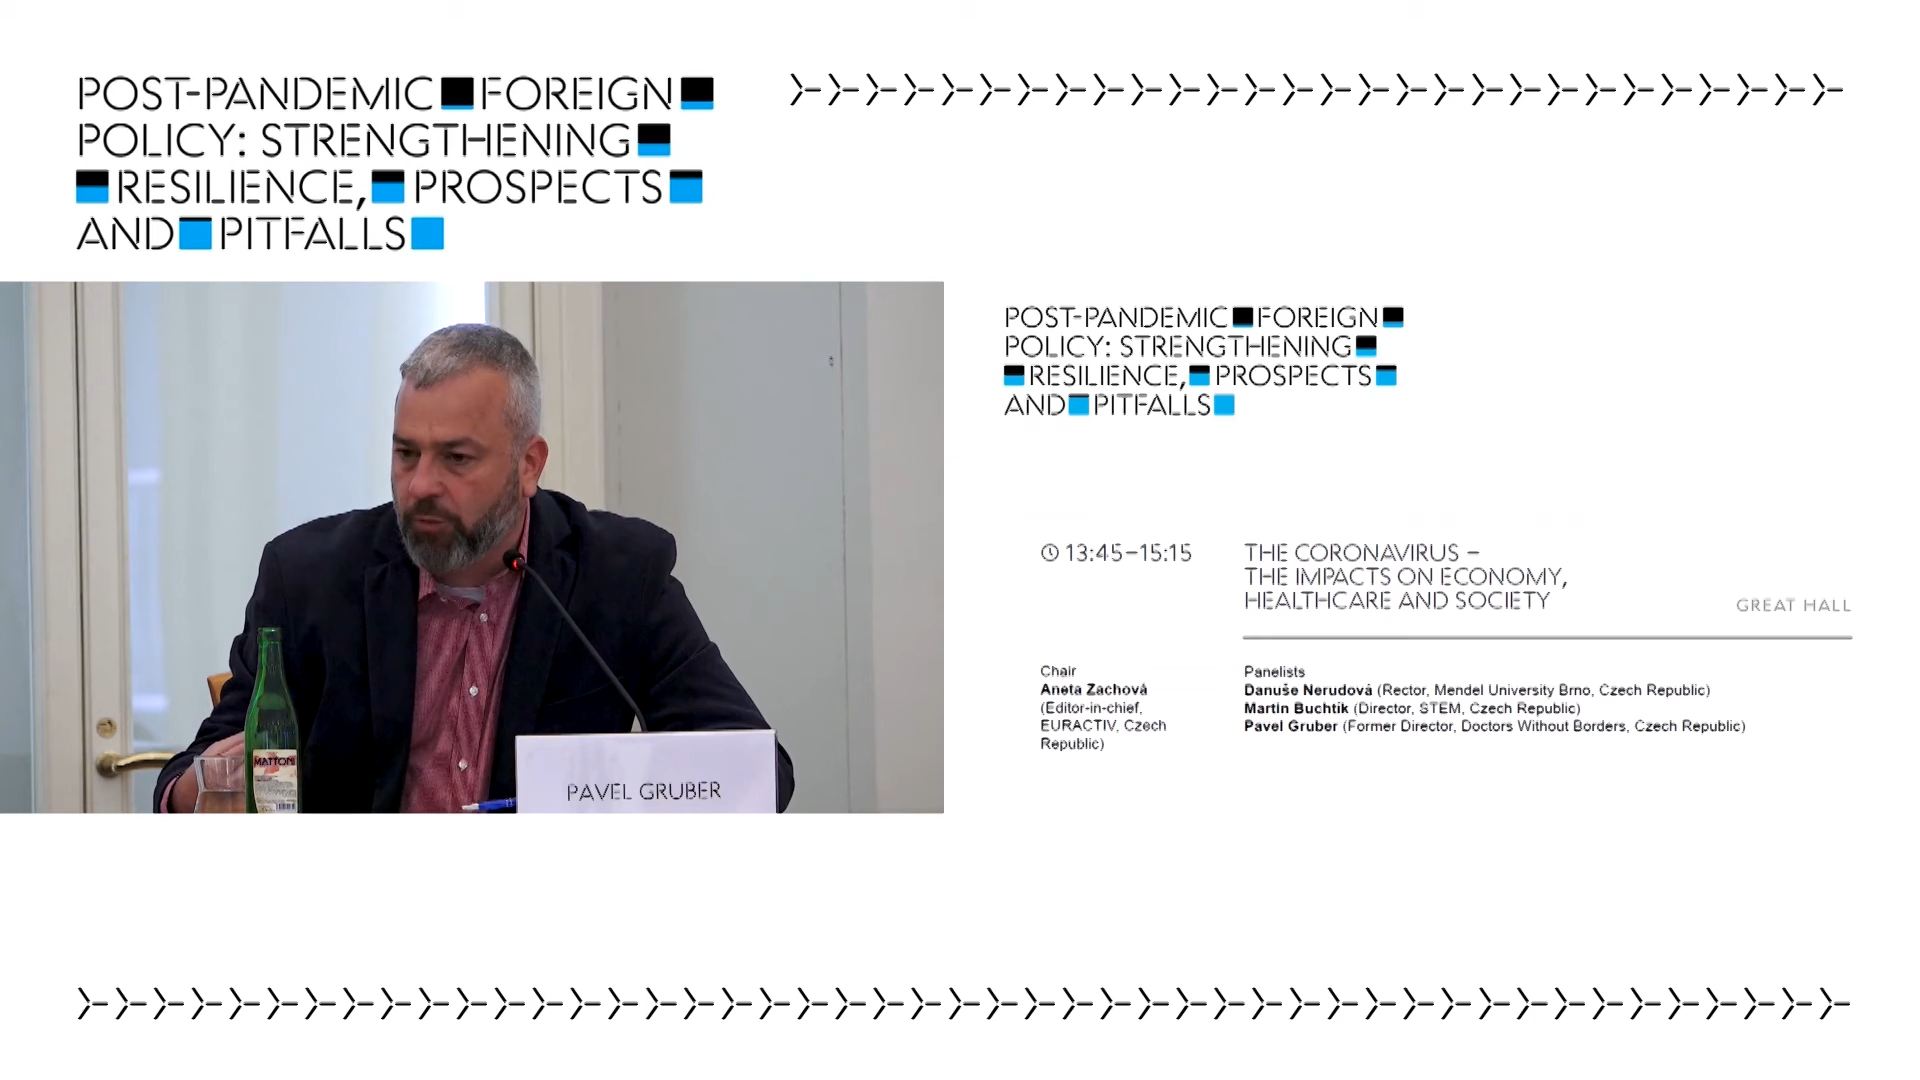 POST-PANDEMIC FOREIGN
POLICY: STRENGTHENING
RESILIENCE, PROSPECTS
AND PITFALLS
MATTONI
PAVEL GRUBER
POST-PANDEMIC FOREIGN
POLICY: STRENGTHENING
RESILIENCE, PROSPECTS
AND PITFALLS
13:45–15:15
THE CORONAVIRUS –
THE IMPACTS ON ECONOMY,
HEALTHCARE AND SOCIETY
GREAT HALL
Chair
Aneta Zachová
(Editor-in-chief,
EURACTIV, Czech
Republic)
Panelists
Danuše Nerudová (Rector, Mendel University Brno, Czech Republic)
Martin Buchtík (Director, STEM, Czech Republic)
Pavel Gruber (Former Director, Doctors Without Borders, Czech Republic)